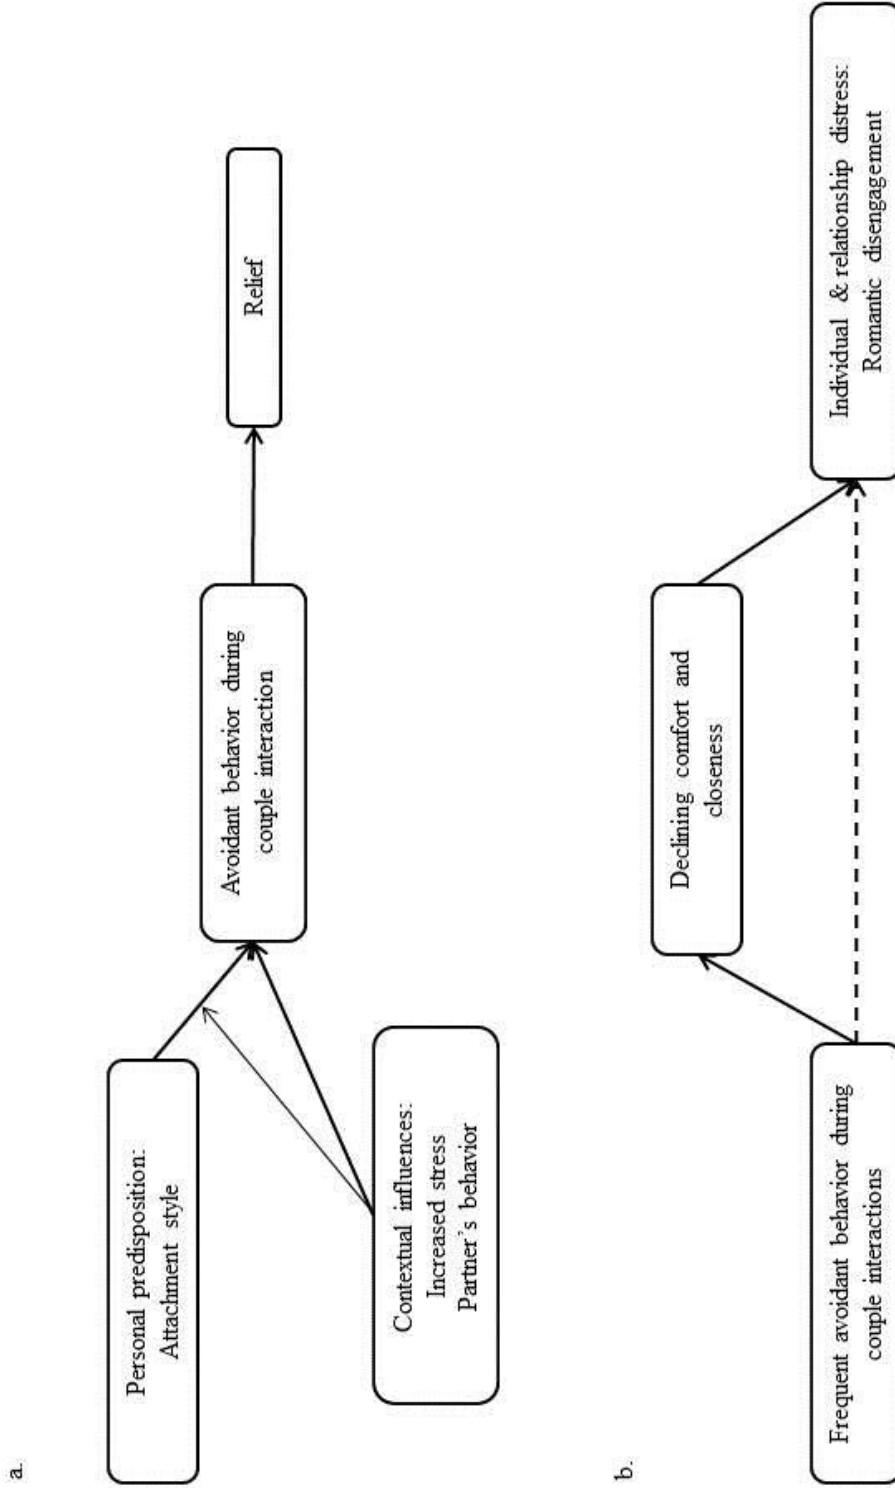 a.
Personal predisposition:
Attachment style
Contextual influences:
Increased stress
Partner's behavior
Avoidant behavior during
couple interaction
Relief
b.
Frequent avoidant behavior during
couple interactions
Declining comfort and
closeness
Individual & relationship distress:
Romantic disengagement